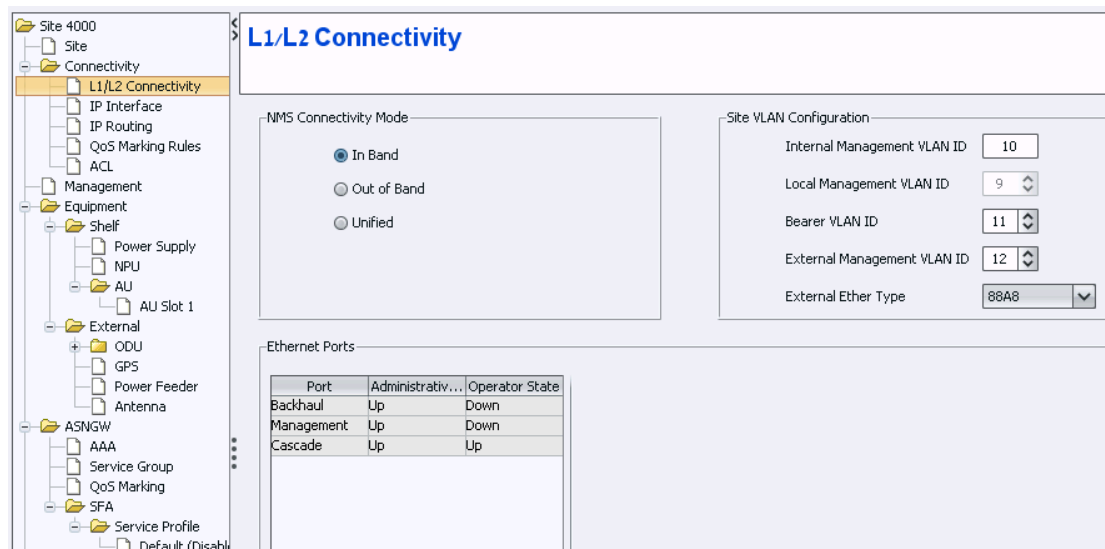 Site 4000
Site
Connectivity
L1/L2 Connectivity
IP Interface
IP Routing
QoS Marking Rules
ACL
Management
Equipment
Shelf
Power Supply
NPU
AU
AU Slot 1
External
ODU
GPS
Power Feeder
Antenna
ASNGW
AAA
Service Group
QoS Marking
SFA
Service Profile
Default (Disabl
L1/L2 Connectivity
NMS Connectivity Mode
In Band
Out of Band
Unified
Site VLAN Configuration
Internal Management VLAN ID 10
Local Management VLAN ID 9
Bearer VLAN ID 11
External Management VLAN ID 12
External Ether Type 88A8
Ethernet Ports
Port Administrativ... Operator State
Backhaul Up Down
Management Up Down
Cascade Up Up